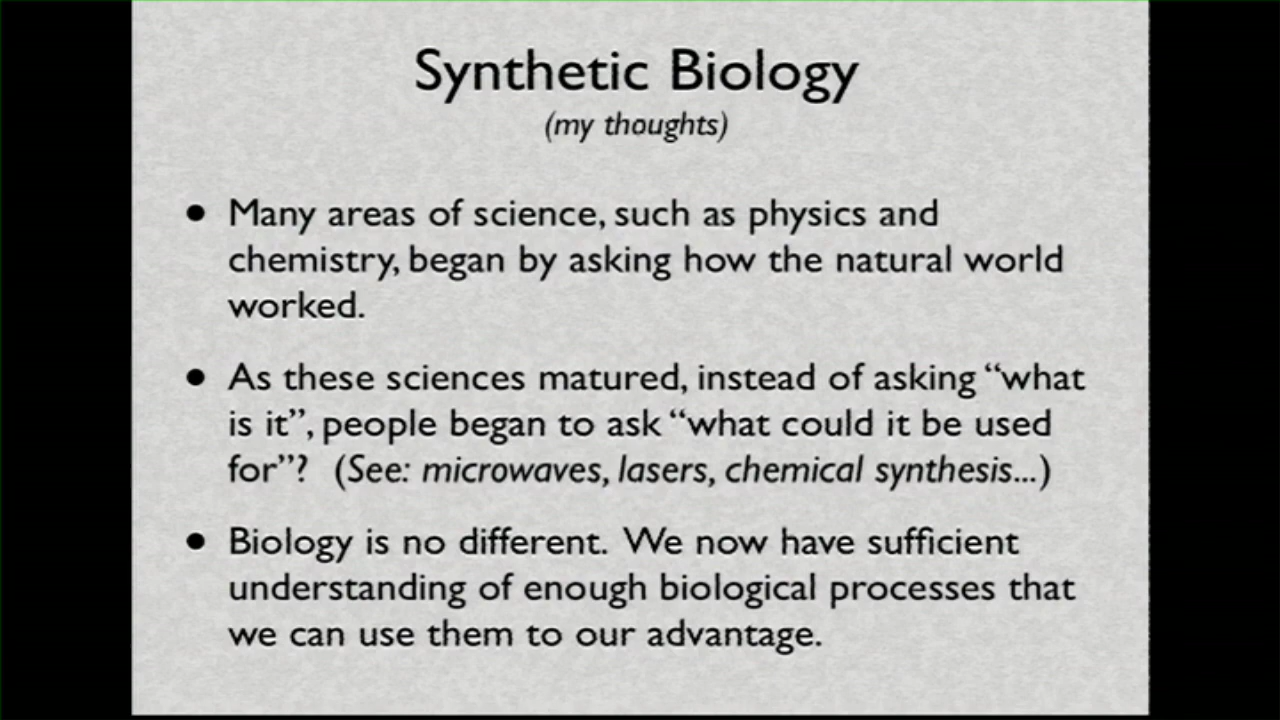 Synthetic Biology
(my thoughts)
• Many areas of science, such as physics and
chemistry, began by asking how the natural world
worked.
• As these sciences matured, instead of asking “what
is it”, people began to ask “what could it be used
for”? (See: microwaves, lasers, chemical synthesis...)
• Biology is no different. We now have sufficient
understanding of enough biological processes that
we can use them to our advantage.